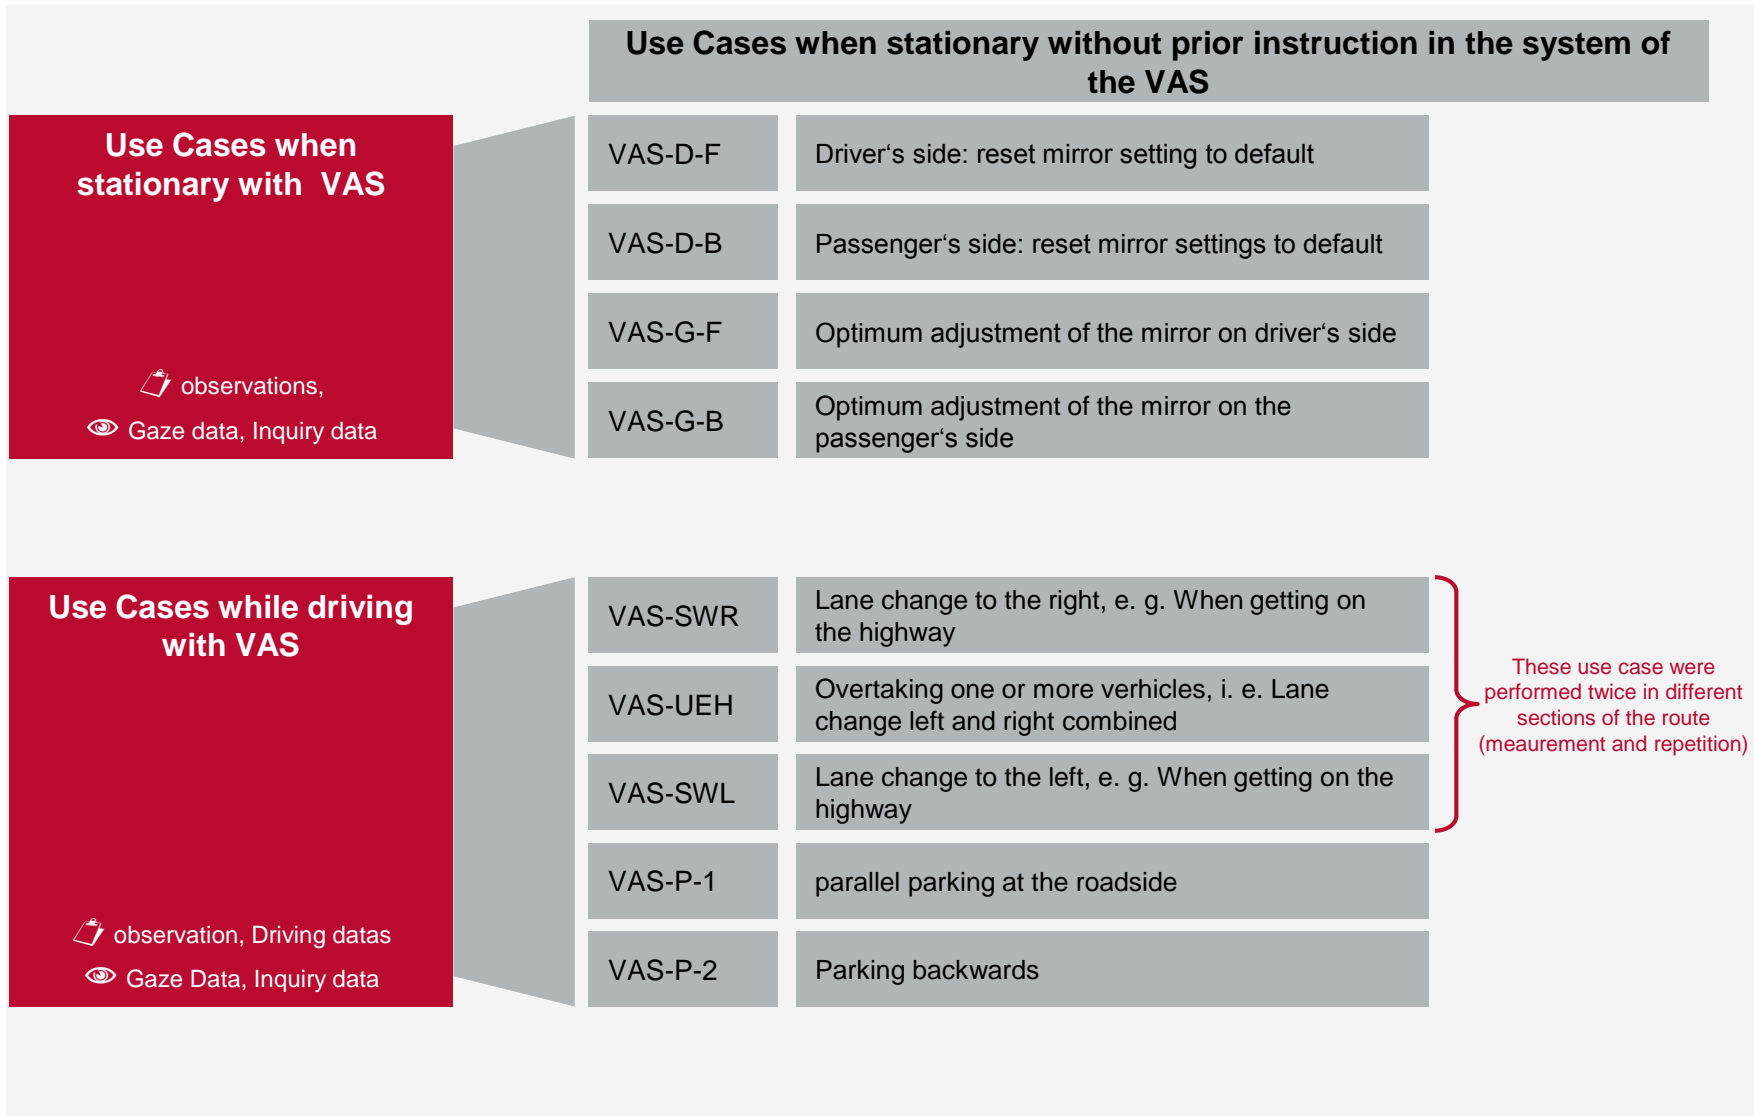 Use Cases when stationary without prior instruction in the system of
the VAS
Use Cases when
stationary with  VAS
observations,
Gaze data, Inquiry data
VAS-D-F
Driver‘s side: reset mirror setting to default
VAS-D-B
Passenger‘s side: reset mirror settings to default
VAS-G-F
Optimum adjustment of the mirror on driver‘s side
VAS-G-B
Optimum adjustment of the mirror on the
passenger‘s side
Use Cases while driving
with VAS
observation, Driving datas
Gaze Data, Inquiry data
VAS-SWR
Lane change to the right, e. g. When getting on
the highway
VAS-UEH
Overtaking one or more verhicles, i. e. Lane
change left and right combined
VAS-SWL
Lane change to the left, e. g. When getting on the
highway
VAS-P-1
parallel parking at the roadside
VAS-P-2
Parking backwards
These use case were
performed twice in different
sections of the route
(meaurement and repetition)